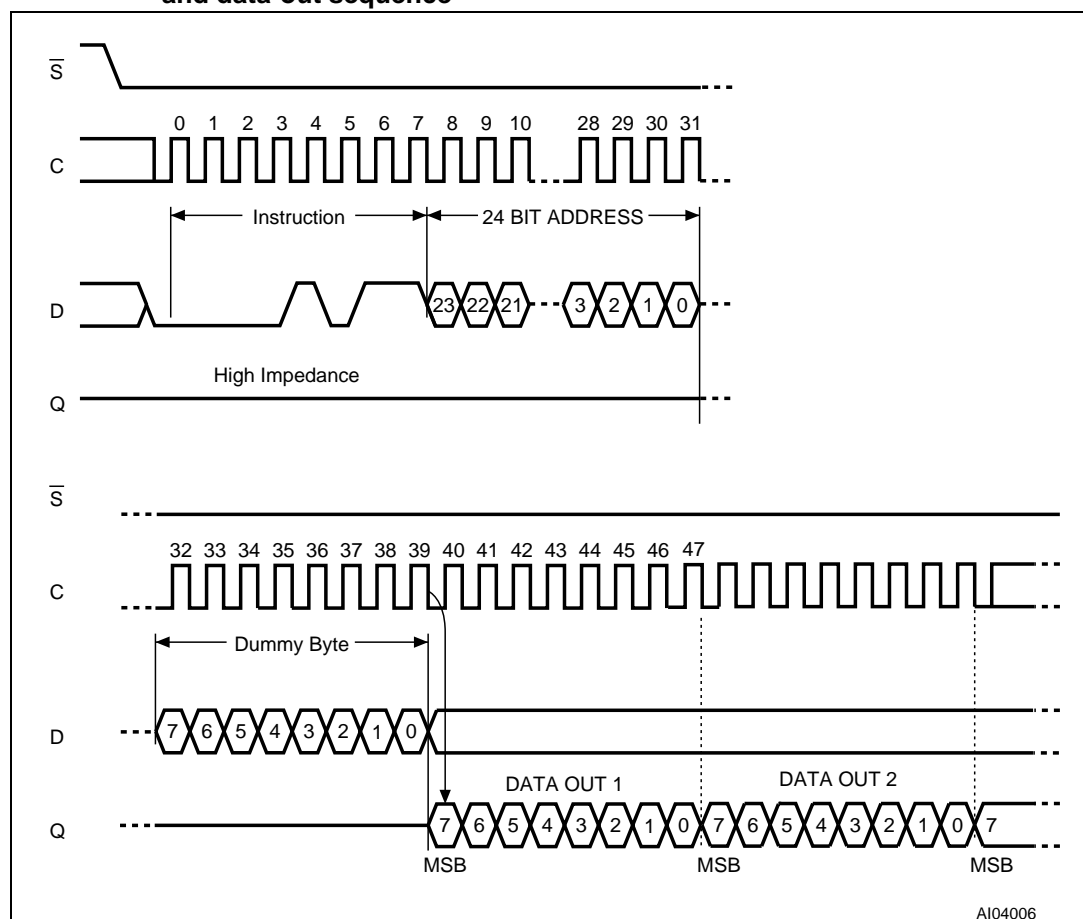 and data-out sequence
S
0 1 2 3 4 5 6 7 8 9 10 28 29 30 31
C
Instruction 24 BIT ADDRESS
D 23 22 21 3 2 1 0
High Impedance
Q
S
32 33 34 35 36 37 38 39 40 41 42 43 44 45 46 47
C
Dummy Byte
D 7 6 5 4 3 2 1 0
DATA OUT 1 DATA OUT 2
Q 7 6 5 4 3 2 1 0 7 6 5 4 3 2 1 0 7
MSB MSB MSB
AI04006